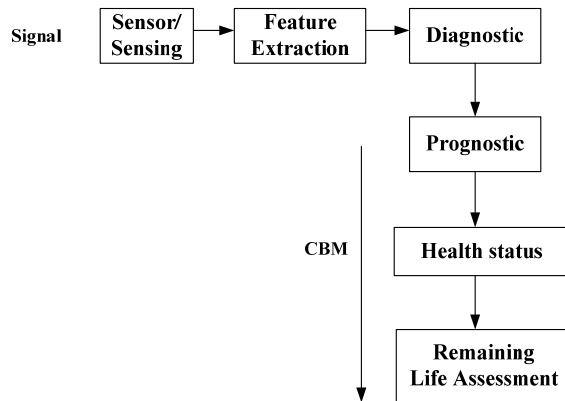 Signal
Sensor/
Sensing
Feature
Extraction
Diagnostic
Prognostic
CBM
Health status
Remaining
Life Assessment